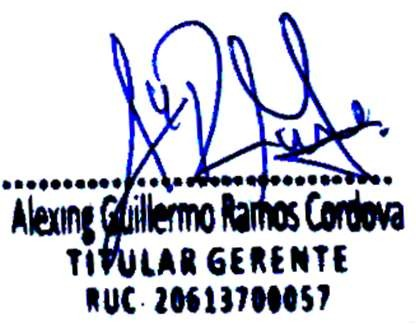 Alexing Guillermo Ramos Cordova
TITULAR GERENTE
RUC. 20613700057